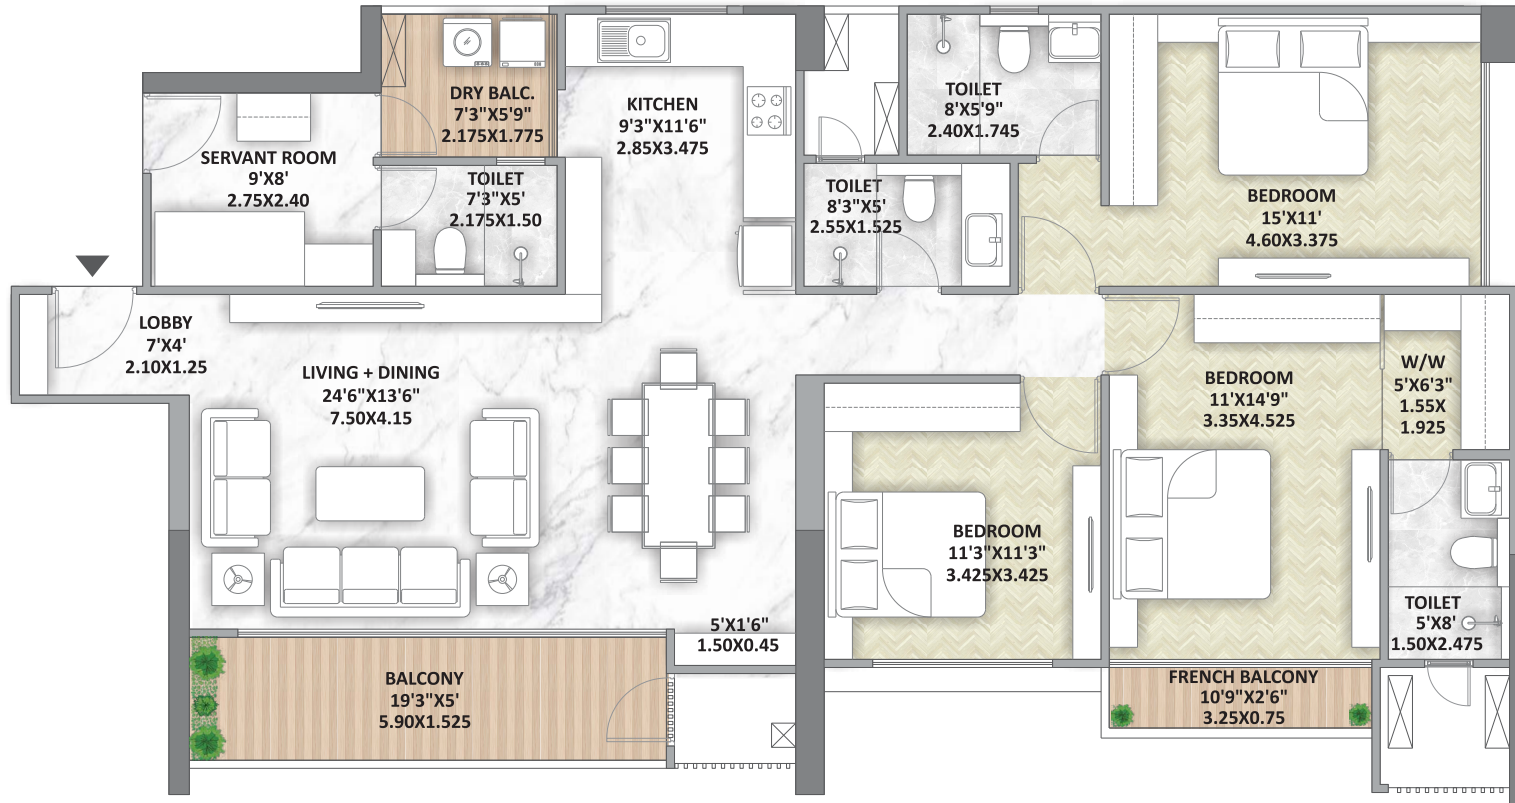 DRY BALC.
7'3"X5'9"
2.175X1.775
KITCHEN
9'3"X11'6"
2.85X3.475
TOILET
8'X5'9"
2.40X1.745
SERVANT ROOM
9'X8'
2.75X2.40
TOILET
7'3"X5'
2.175X1.50
TOILET
8'3"X5'
2.55X1.525
BEDROOM
15'X11'
4.60X3.375
LOBBY
7'X4'
2.10X1.25
LIVING + DINING
24'6"X13'6"
7.50X4.15
BEDROOM
11'X14'9"
3.35X4.525
W/W
5'X6'3"
1.55X
1.925
BEDROOM
11'3"X11'3"
3.425X3.425
TOILET
5'X8'
1.50X2.475
5'X1'6"
1.50X0.45
BALCONY
19'3"X5'
5.90X1.525
FRENCH BALCONY
10'9"X2'6"
3.25X0.75